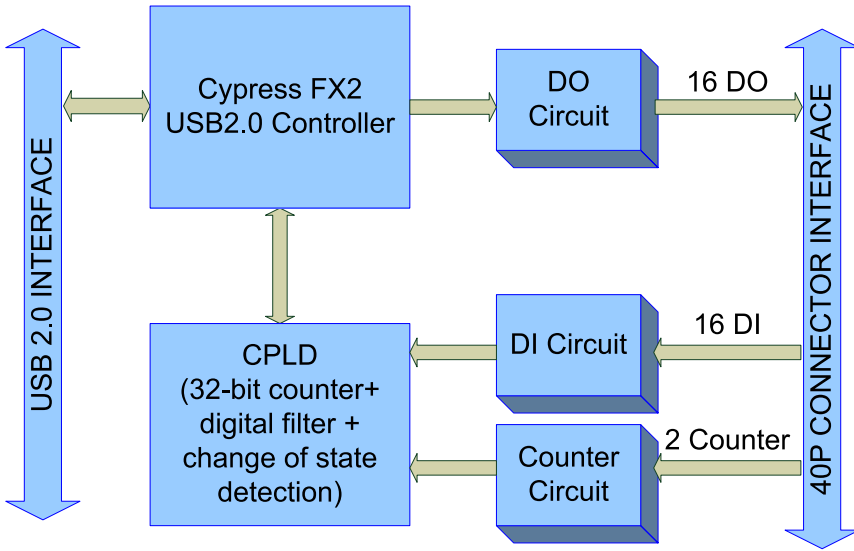 USB 2.0 INTERFACE
Cypress FX2
USB2.0 Controller
DO
Circuit
16 DO
40P CONNECTOR INTERFACE
CPLD
(32-bit counter+
digital filter +
change of state
detection)
DI Circuit
16 DI
Counter
Circuit
2 Counter